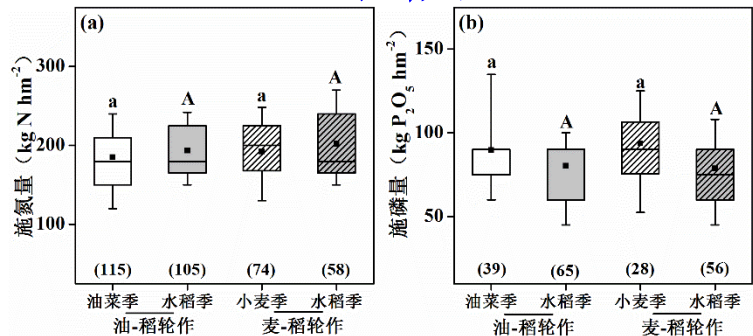 (a)
施氮量（kg N hm⁻²）
300
200
100
a
A
a
A
(115)
(105)
(74)
(58)
油菜季
水稻季
小麦季
水稻季
油-稻轮作
麦-稻轮作
(b)
施磷量（kg P₂O₅ hm⁻²）
150
100
50
a
A
a
A
(39)
(65)
(28)
(56)
油菜季
水稻季
小麦季
水稻季
油-稻轮作
麦-稻轮作